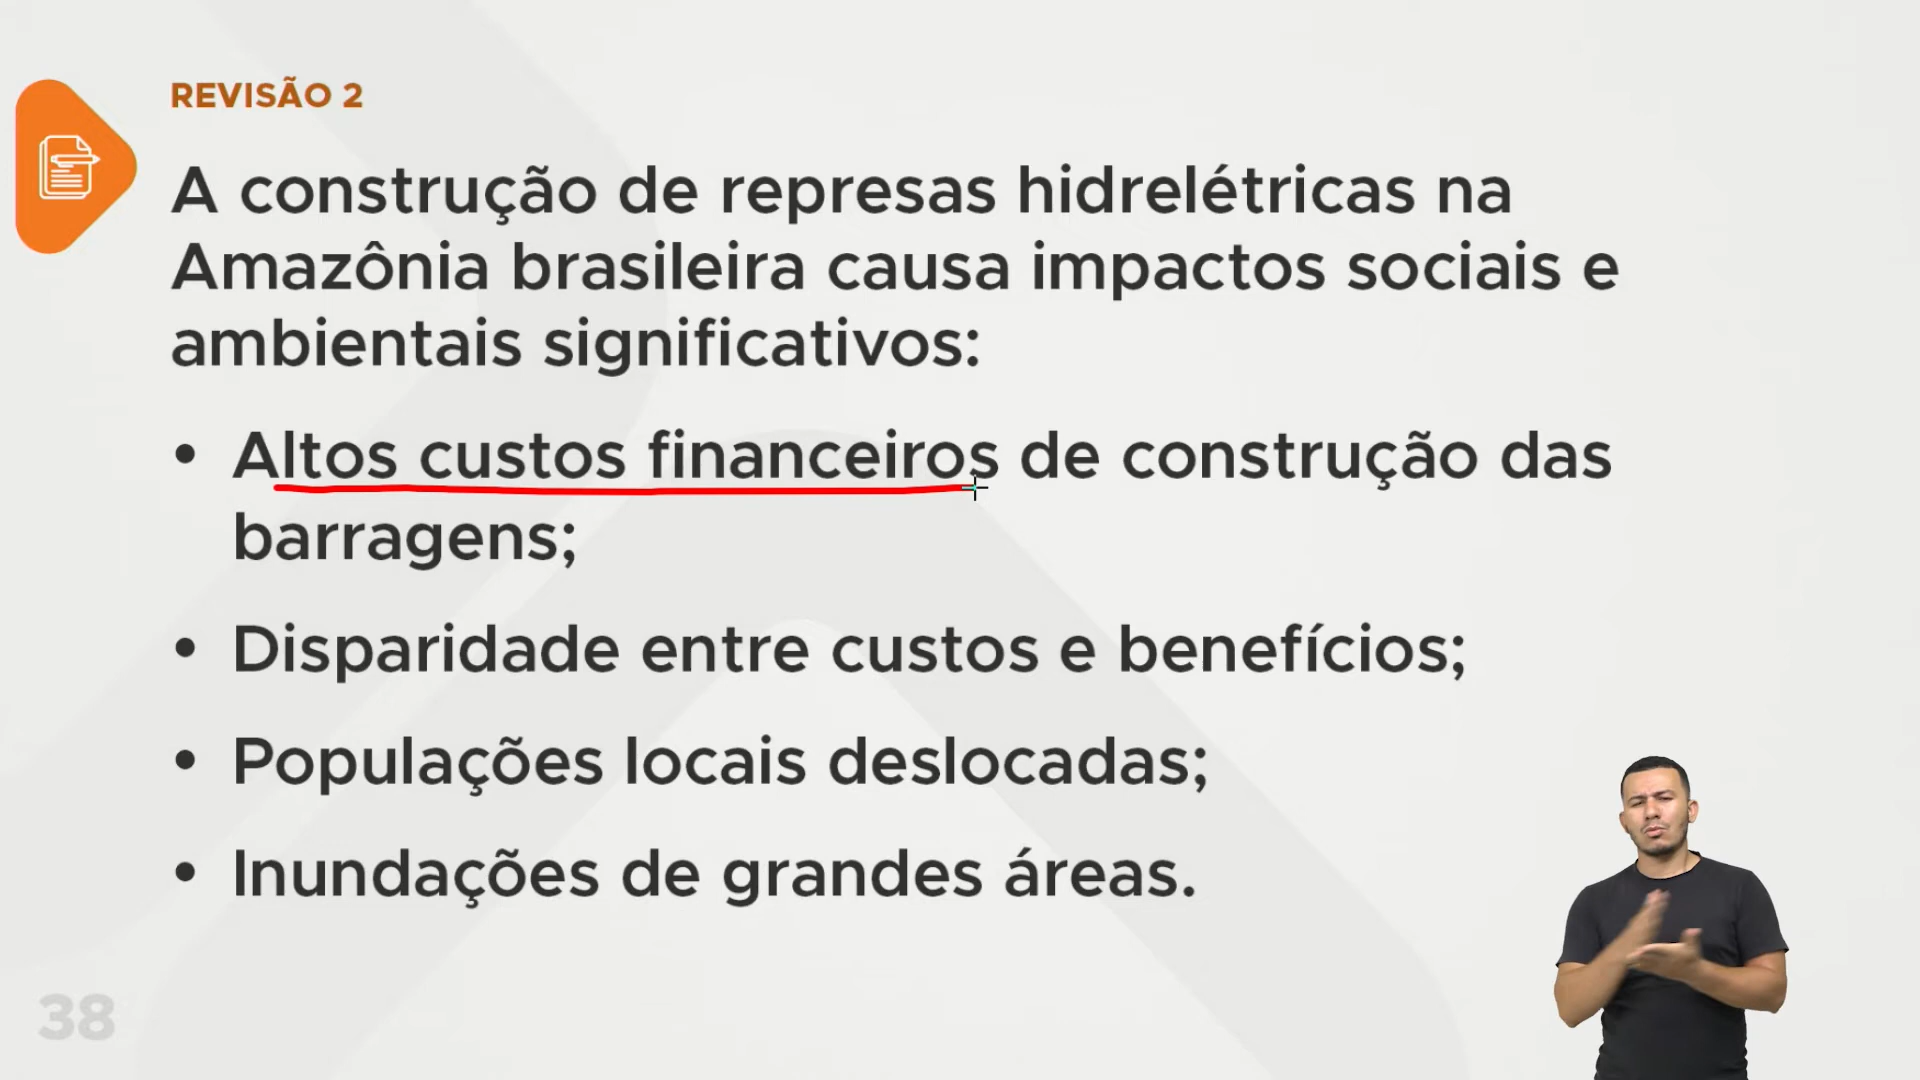 REVISÃO 2
A construção de represas hidrelétricas na
Amazônia brasileira causa impactos sociais e
ambientais significativos:
• Altos custos financeiros de construção das
barragens;
• Disparidade entre custos e benefícios;
• Populações locais deslocadas;
• Inundações de grandes áreas.
38